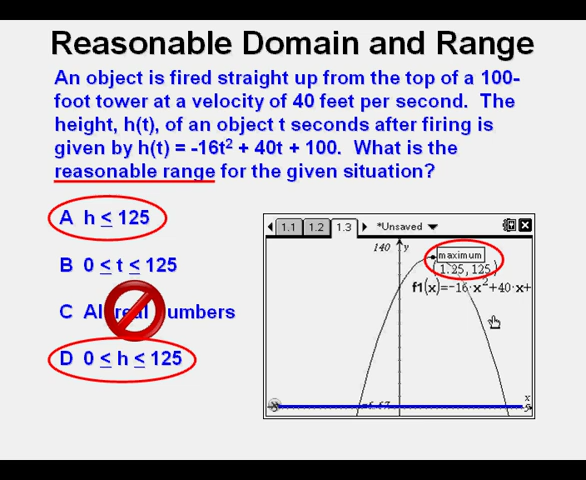 Reasonable Domain and Range
An object is fired straight up from the top of a 100-
foot tower at a velocity of 40 feet per second. The
height, h(t), of an object t seconds after firing is
given by h(t) = -16t² + 40t + 100. What is the
reasonable range for the given situation?
A h ≤ 125
B 0 ≤ t ≤ 125
C All real numbers
D 0 ≤ h ≤ 125
1.1 1.2 1.3 *Unsaved
140 y
maximum
(1.25,125)
f1(x)=-16·x²+40·x+
x
-6.67 5